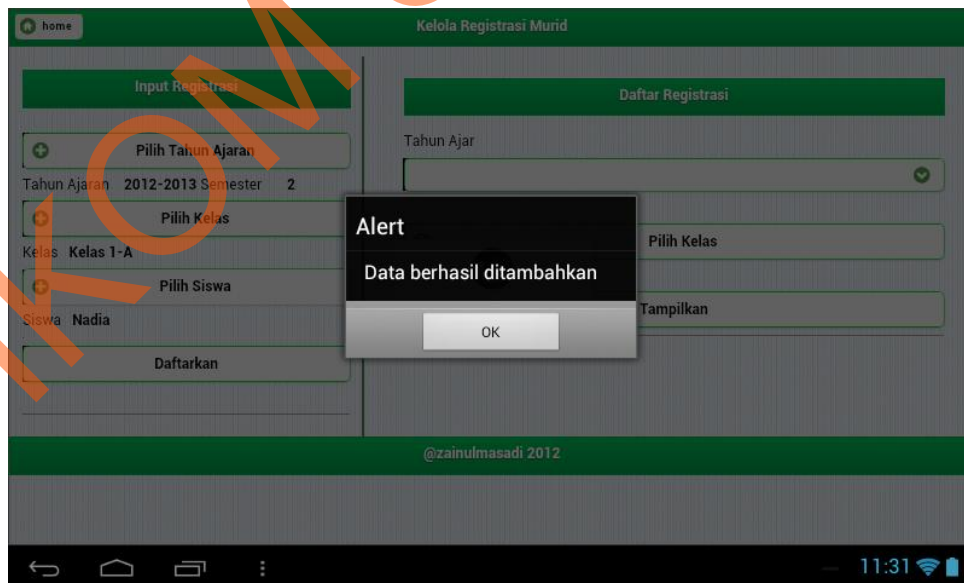 home
Kelola Registrasi Murid
Input Registrasi
Pilih Tahun Ajaran
Tahun Ajaran 2012-2013 Semester 2
Pilih Kelas
Kelas Kelas 1-A
Pilih Siswa
Siswa Nadia
Daftarkan
Daftar Registrasi
Tahun Ajar
Pilih Kelas
Tampilkan
Alert
Data berhasil ditambahkan
OK
@zainulmasadi 2012
11:31
KOM